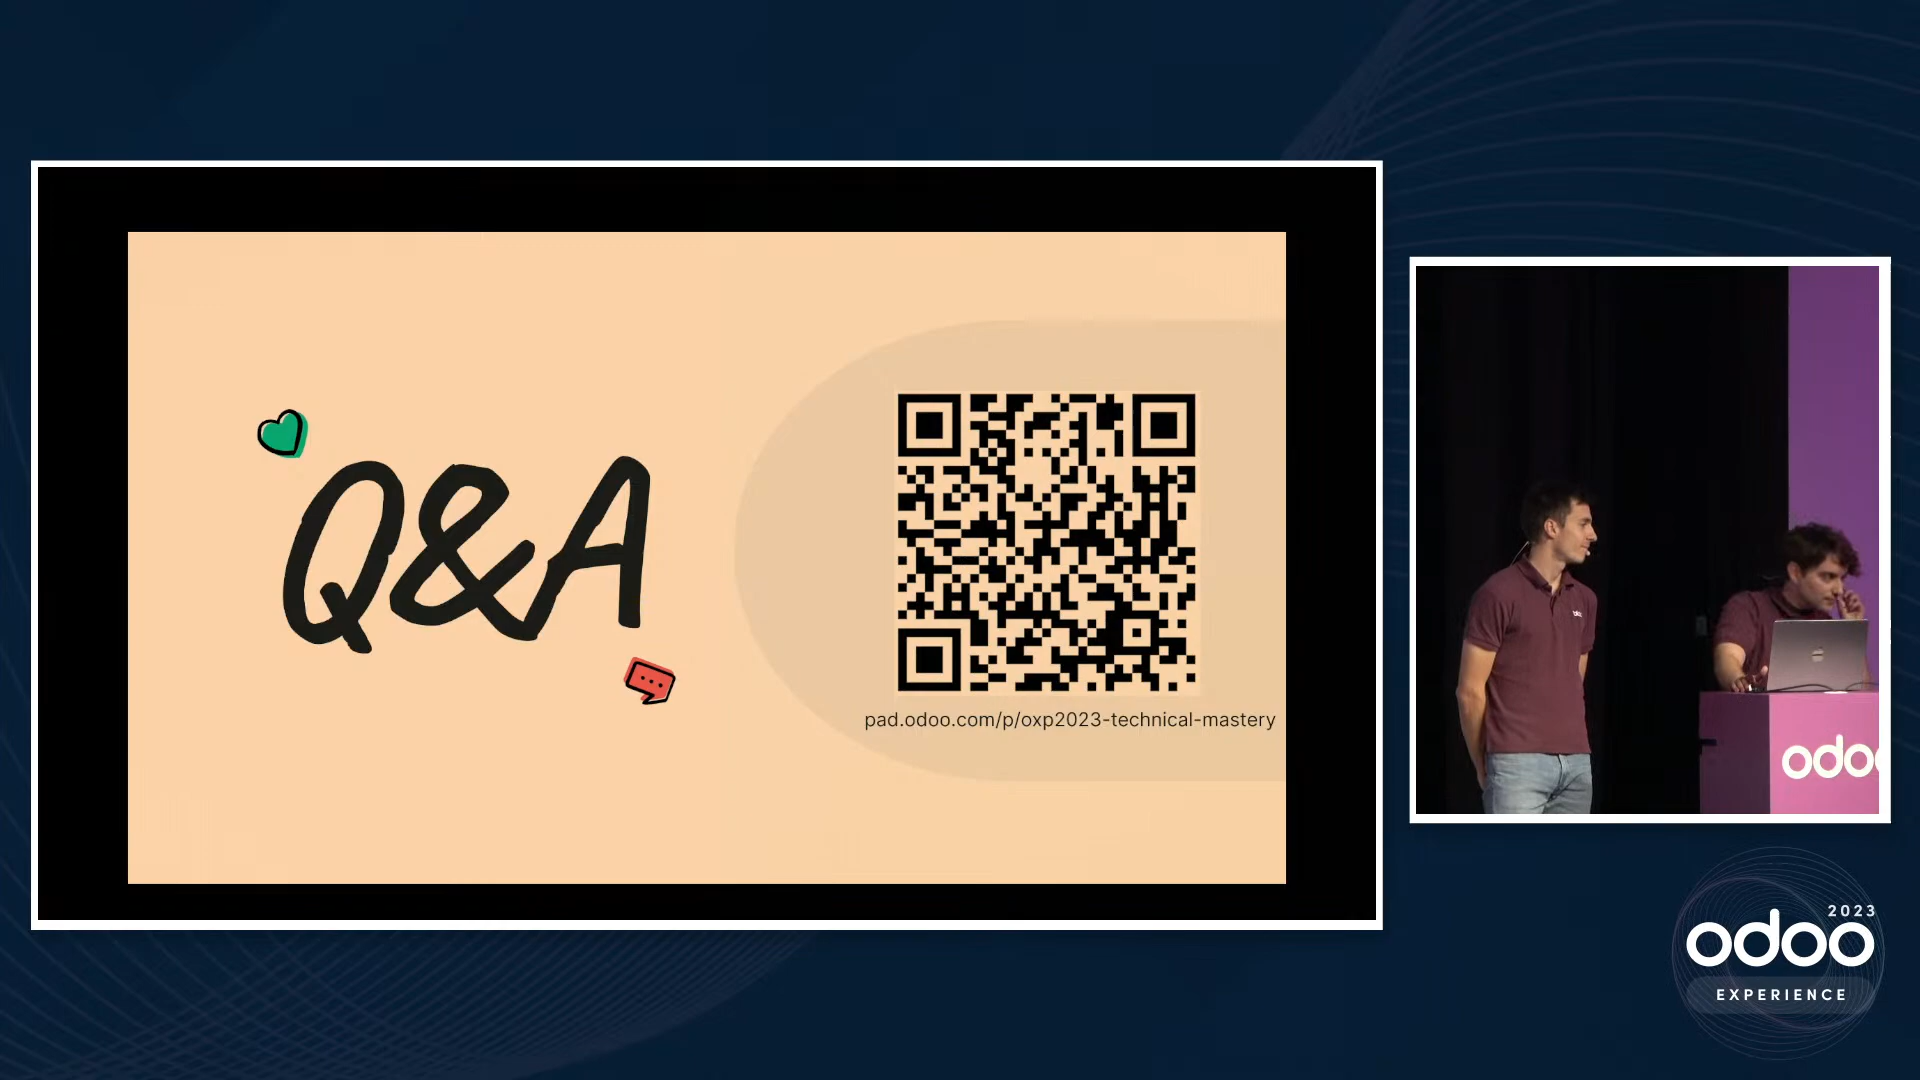 Q&A
pad.odoo.com/p/oxp2023-technical-mastery
odoo
2023
odoo
EXPERIENCE